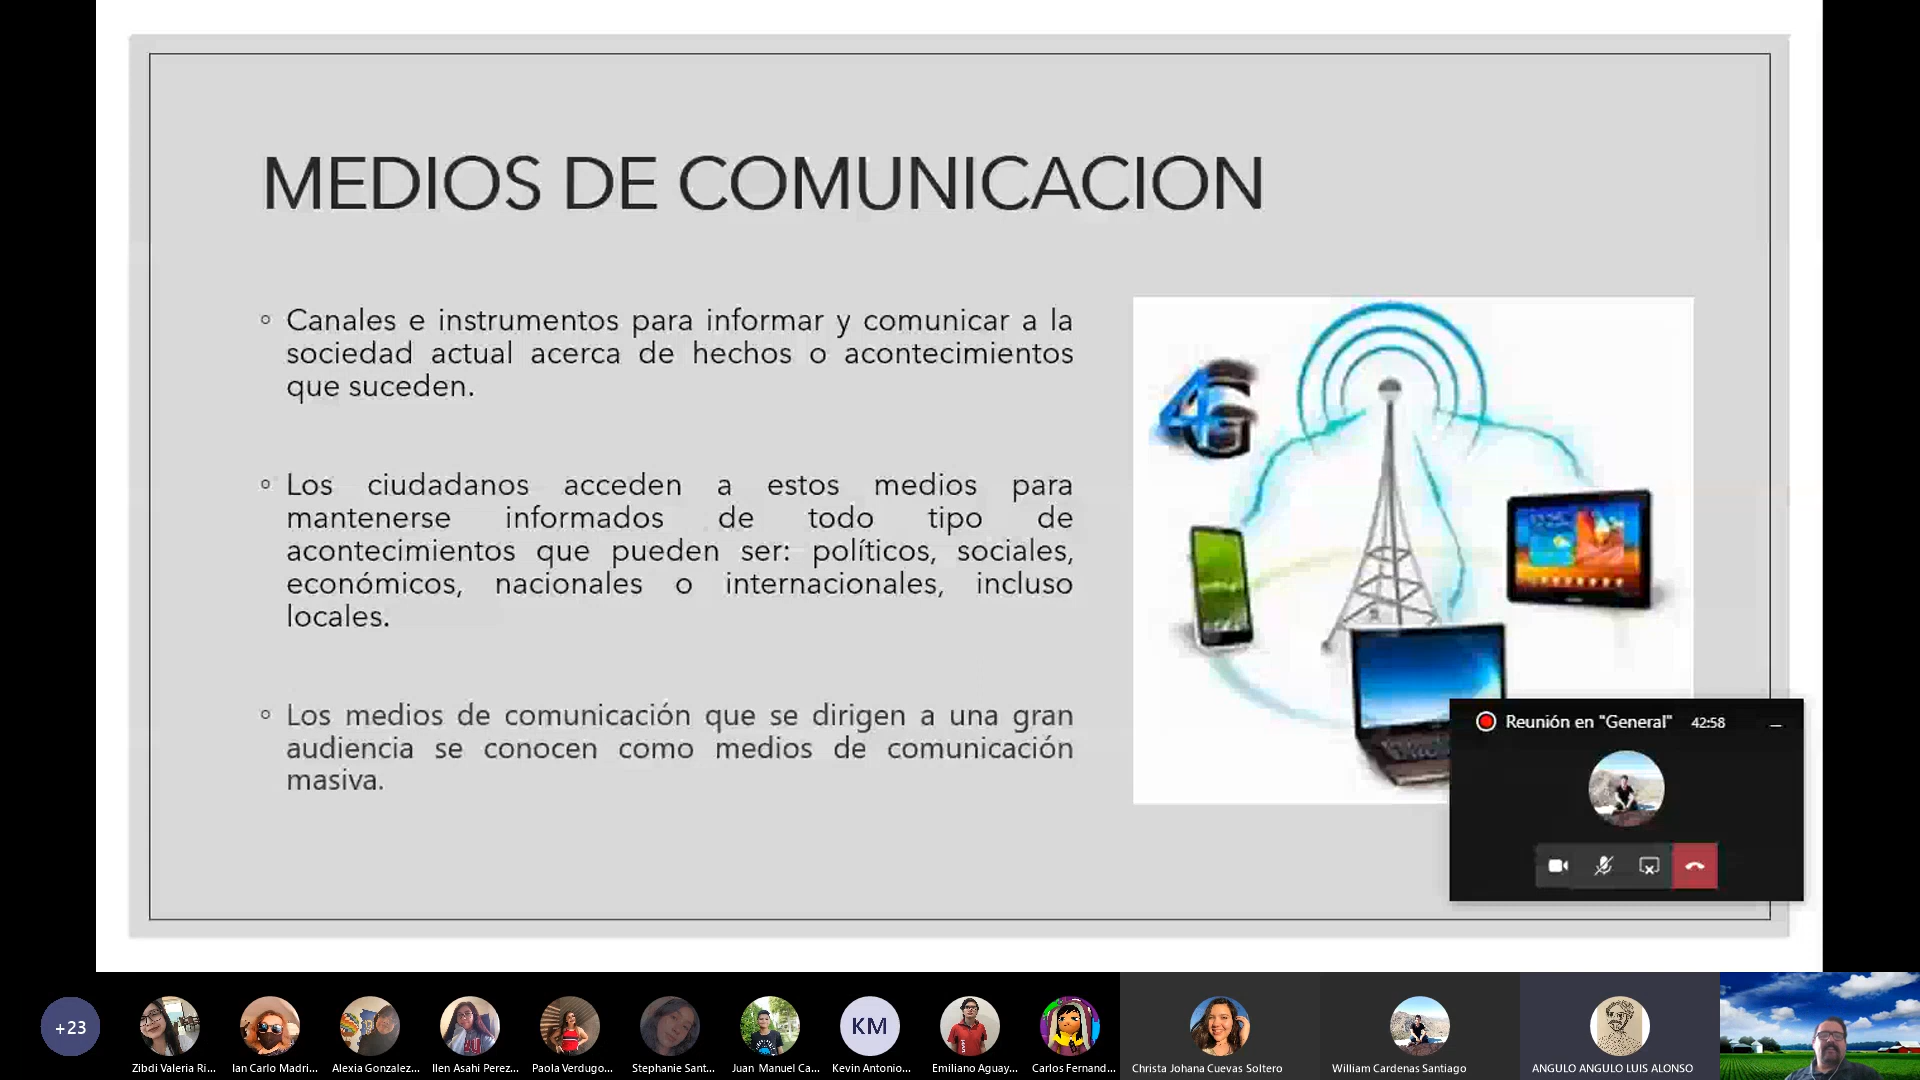 MEDIOS DE COMUNICACION
Canales e instrumentos para informar y comunicar a la
sociedad actual acerca de hechos o acontecimientos
que suceden.
Los ciudadanos acceden a estos medios para
mantenerse informados de todo tipo de
acontecimientos que pueden ser: políticos, sociales,
económicos, nacionales o internacionales, incluso
locales.
Los medios de comunicación que se dirigen a una gran
audiencia se conocen como medios de comunicación
masiva.
4G
Reunión en "General" 42:58
+23
KM
Zibdi Valeria Ri...
Ian Carlo Madri...
Alexia Gonzalez...
Ilen Asahi Perez...
Paola Verdugo...
Stephanie Sant...
Juan Manuel Ca...
Kevin Antonio...
Emiliano Aguay...
Carlos Fernand...
Christa Johana Cuevas Soltero
William Cardenas Santiago
ANGULO ANGULO LUIS ALONSO